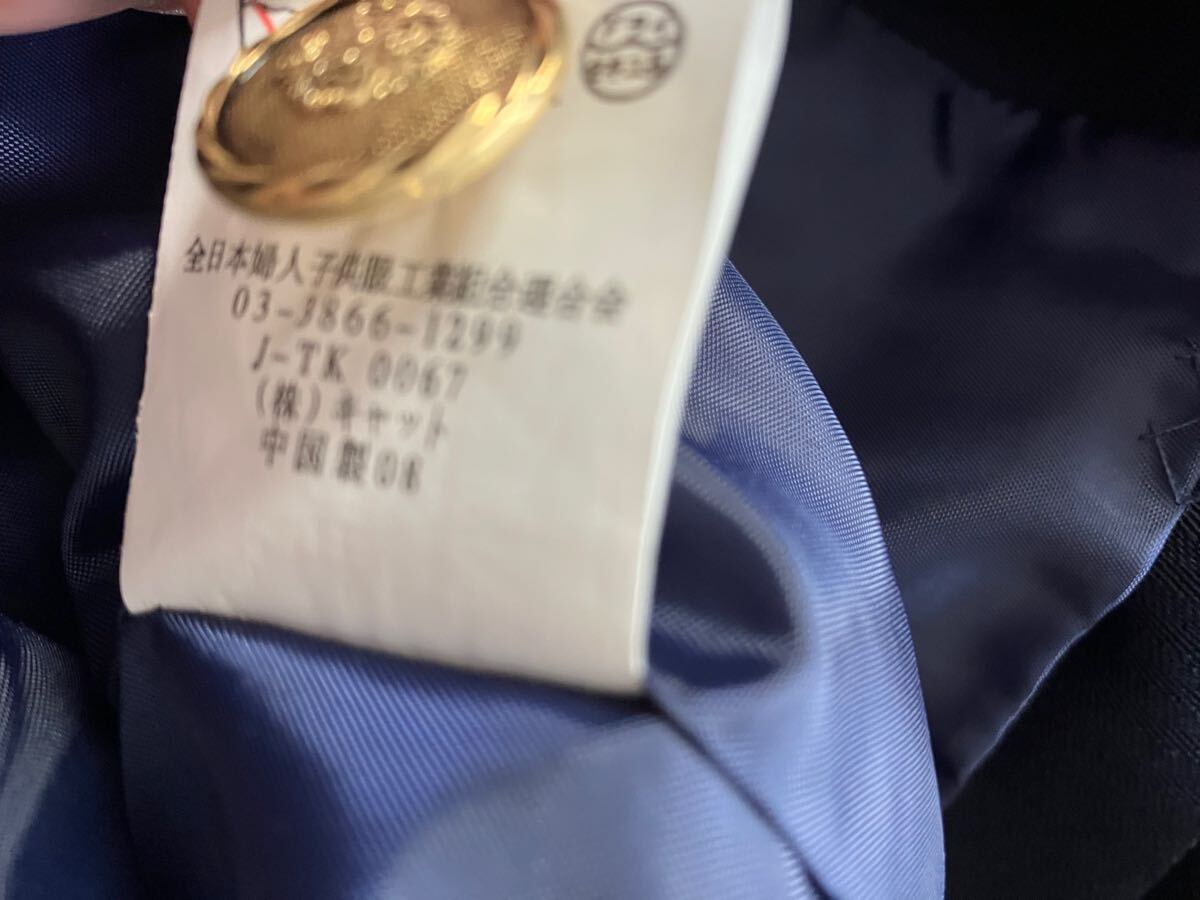 全日本婦人子供服工業組合連合会
03-3866-1299
J-TK 0067
(株)キャット
中国製06